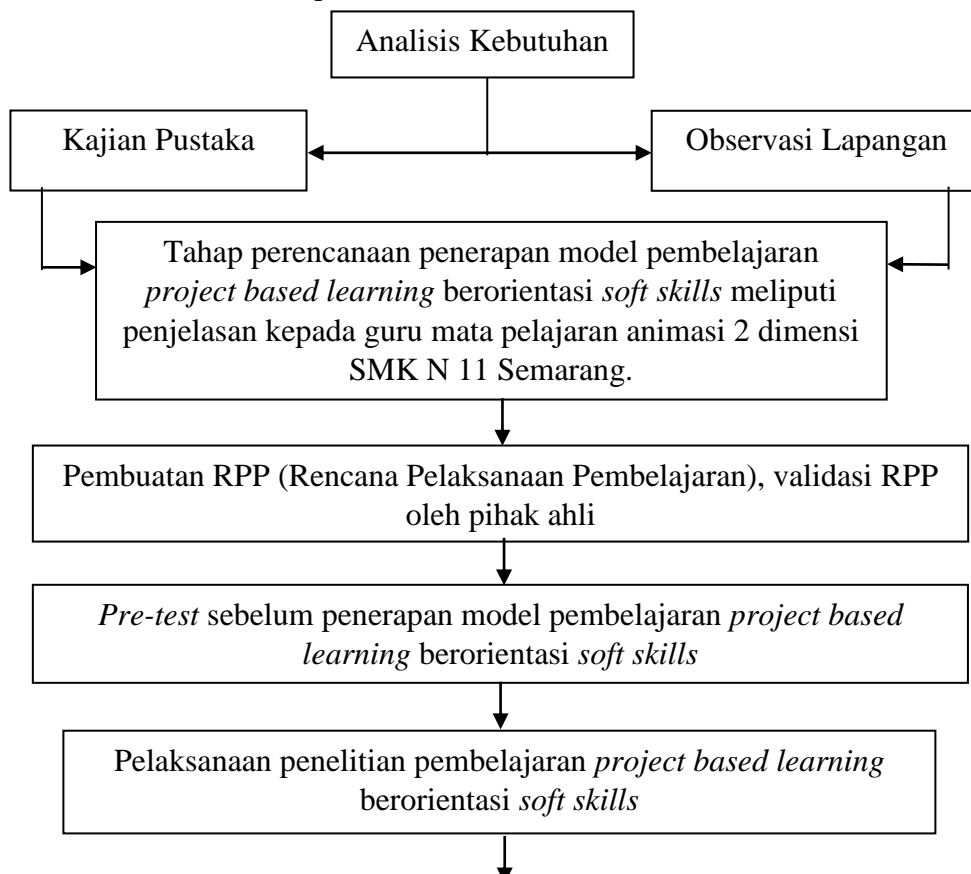 Analisis Kebutuhan
Kajian Pustaka
Observasi Lapangan
Tahap perencanaan penerapan model pembelajaran
project based learning berorientasi soft skills meliputi
penjelasan kepada guru mata pelajaran animasi 2 dimensi
SMK N 11 Semarang.
Pembuatan RPP (Rencana Pelaksanaan Pembelajaran), validasi RPP
oleh pihak ahli
Pre-test sebelum penerapan model pembelajaran project based
learning berorientasi soft skills
Pelaksanaan penelitian pembelajaran project based learning
berorientasi soft skills